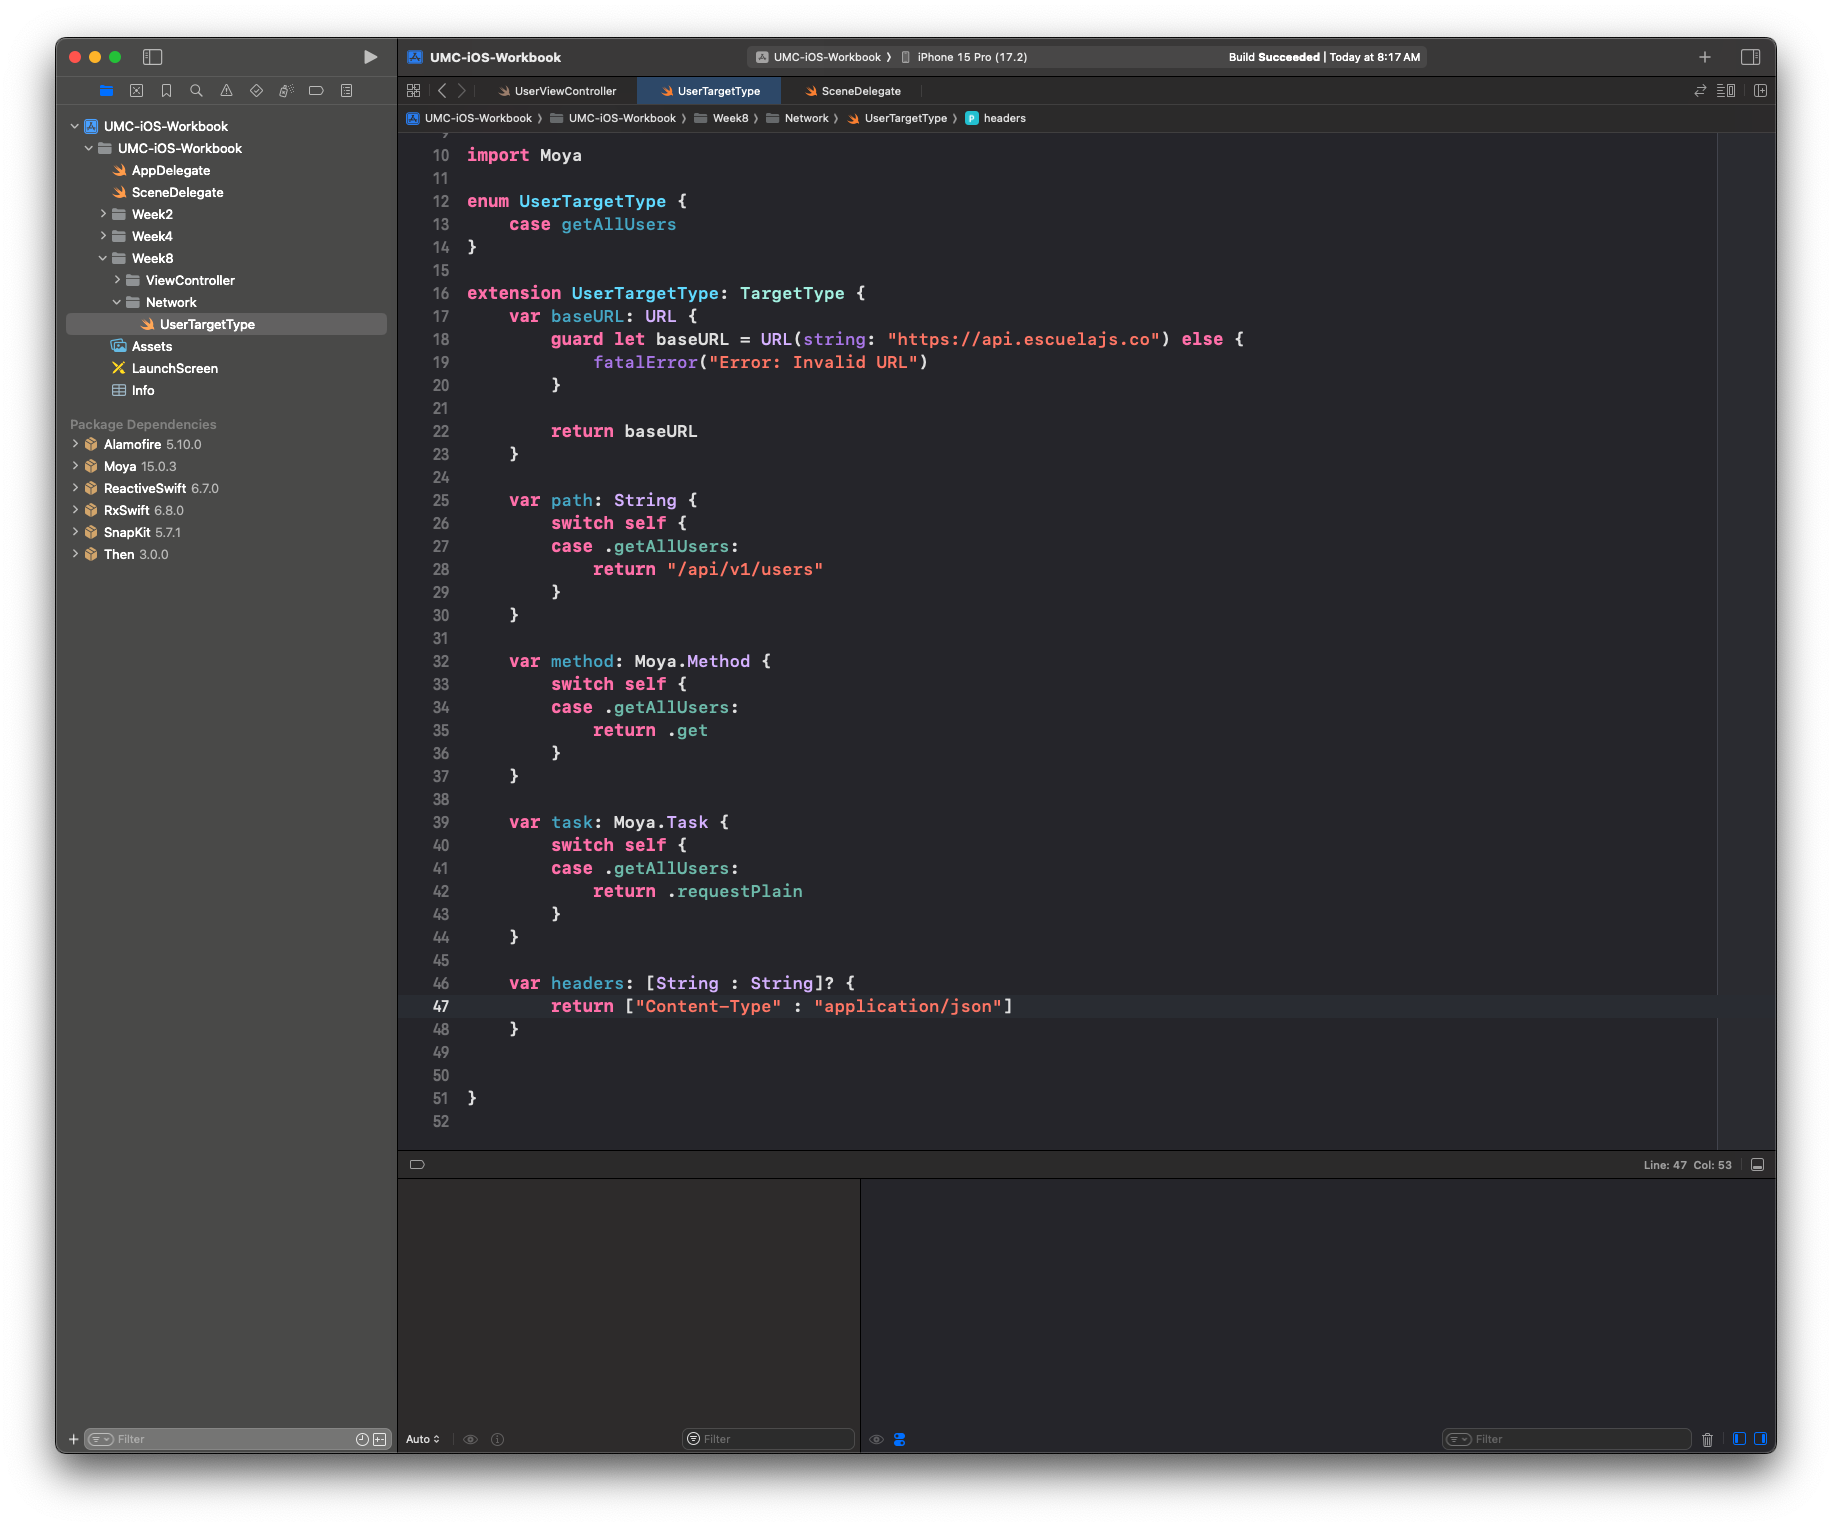 UMC-iOS-Workbook
UMC-iOS-Workbook 〉 iPhone 15 Pro (17.2)
Build Succeeded | Today at 8:17 AM
UserViewController
UserTargetType
SceneDelegate
UMC-iOS-Workbook 〉 UMC-iOS-Workbook 〉 Week8 〉 Network 〉 UserTargetType 〉 P headers
UMC-iOS-Workbook
UMC-iOS-Workbook
AppDelegate
SceneDelegate
Week2
Week4
Week8
ViewController
Network
UserTargetType
Assets
LaunchScreen
Info
Package Dependencies
Alamofire 5.10.0
Moya 15.0.3
ReactiveSwift 6.7.0
RxSwift 6.8.0
SnapKit 5.7.1
Then 3.0.0
Filter
9
10 import Moya
11
12 enum UserTargetType {
13     case getAllUsers
14 }
15
16 extension UserTargetType: TargetType {
17     var baseURL: URL {
18         guard let baseURL = URL(string: "https://api.escuelajs.co") else {
19             fatalError("Error: Invalid URL")
20         }
21
22         return baseURL
23     }
24
25     var path: String {
26         switch self {
27         case .getAllUsers:
28             return "/api/v1/users"
29         }
30     }
31
32     var method: Moya.Method {
33         switch self {
34         case .getAllUsers:
35             return .get
36         }
37     }
38
39     var task: Moya.Task {
40         switch self {
41         case .getAllUsers:
42             return .requestPlain
43         }
44     }
45
46     var headers: [String : String]? {
47         return ["Content-Type" : "application/json"]
48     }
49
50
51 }
52
Line: 47 Col: 53
Auto
Filter
Filter